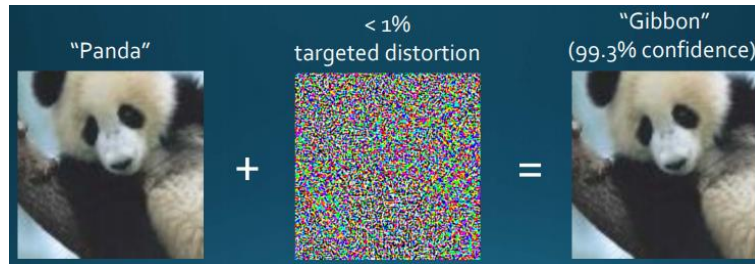 "Panda"
+
< 1%
targeted distortion
=
"Gibbon"
(99.3% confidence)